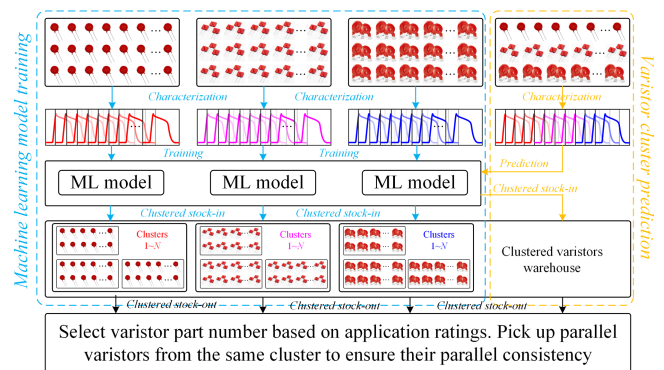 Machine learning model training
Varistor cluster prediction
Characterization
Characterization
Characterization
Training
Training
Prediction
ML model
ML model
ML model
Clustered stock-in
Clustered stock-in
Clustered stock-in
Clusters
1~N
Clusters
1~N
Clusters
1~N
Clustered varistors
warehouse
Clustered stock-out
Clustered stock-out
Clustered stock-out
Select varistor part number based on application ratings. Pick up parallel
varistors from the same cluster to ensure their parallel consistency